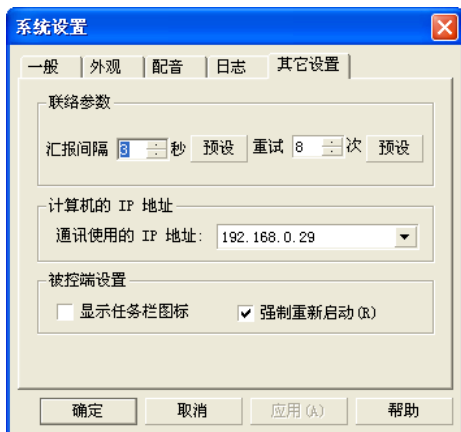 系统设置
一般 外观 配音 日志 其它设置
联络参数
汇报间隔 3 秒 预设 重试 8 次 预设
计算机的 IP 地址
通讯使用的 IP 地址: 192.168.0.29
被控端设置
显示任务栏图标 强制重新启动(R)
确定 取消 应用(A) 帮助